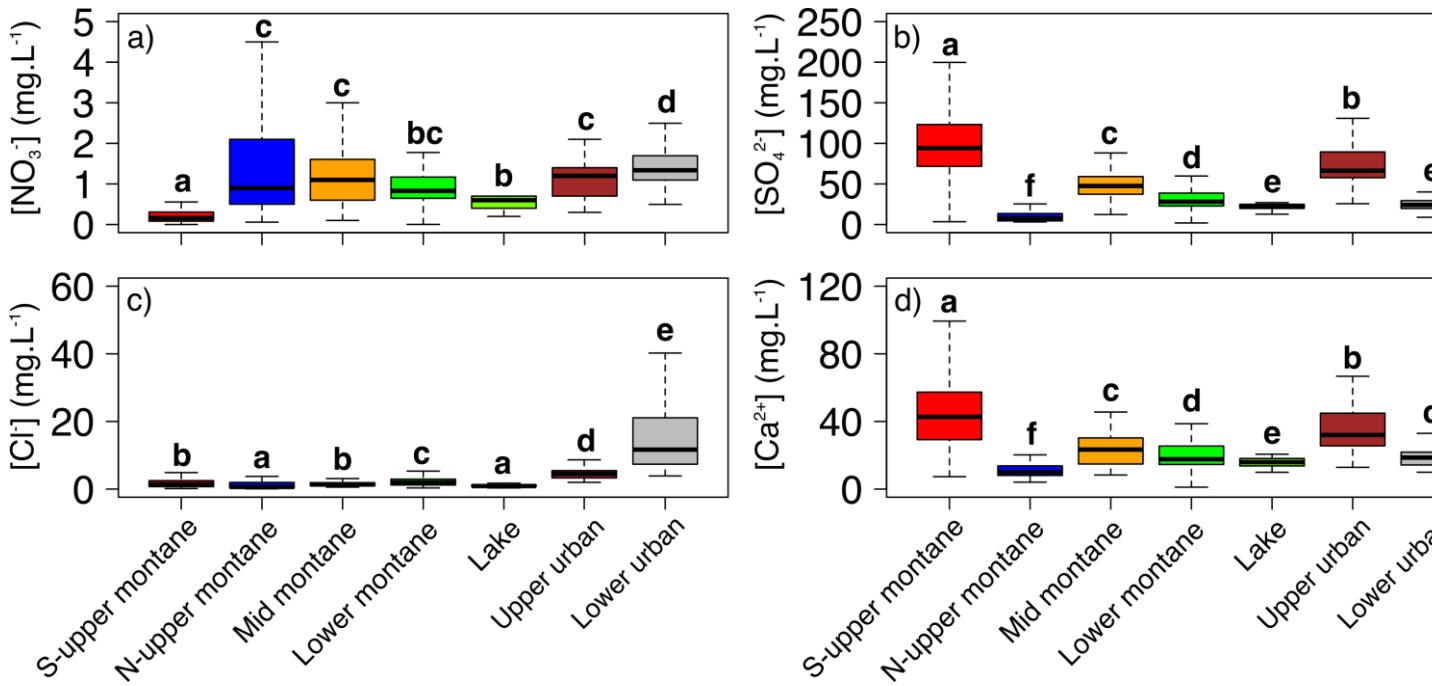 [NO₃⁻] (mg.L⁻¹)
5
4
3
2
1
0
a)
a
c
c
bc
b
c
d
[SO₄²⁻] (mg.L⁻¹)
250
200
150
100
50
0
b)
a
f
c
d
e
b
e
[Cl⁻] (mg.L⁻¹)
60
40
20
0
c)
b
a
b
c
a
d
e
S-upper montane
N-upper montane
Mid montane
Lower montane
Lake
Upper urban
Lower urban
[Ca²⁺] (mg.L⁻¹)
120
80
40
0
d)
a
f
c
d
e
b
S-upper montane
N-upper montane
Mid montane
Lower montane
Lake
Upper urban
Lower urba